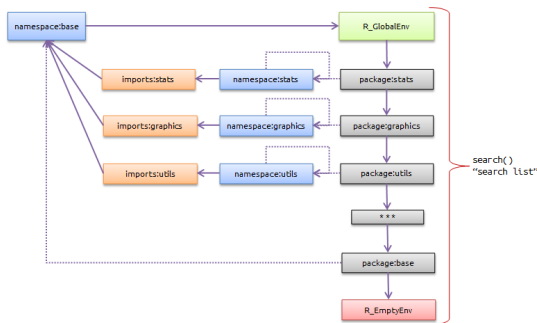 namespace:base
R_GlobalEnv
imports:stats
namespace:stats
package:stats
imports:graphics
namespace:graphics
package:graphics
search()
"search list"
imports:utils
namespace:utils
package:utils
***
package:base
R_EmptyEnv